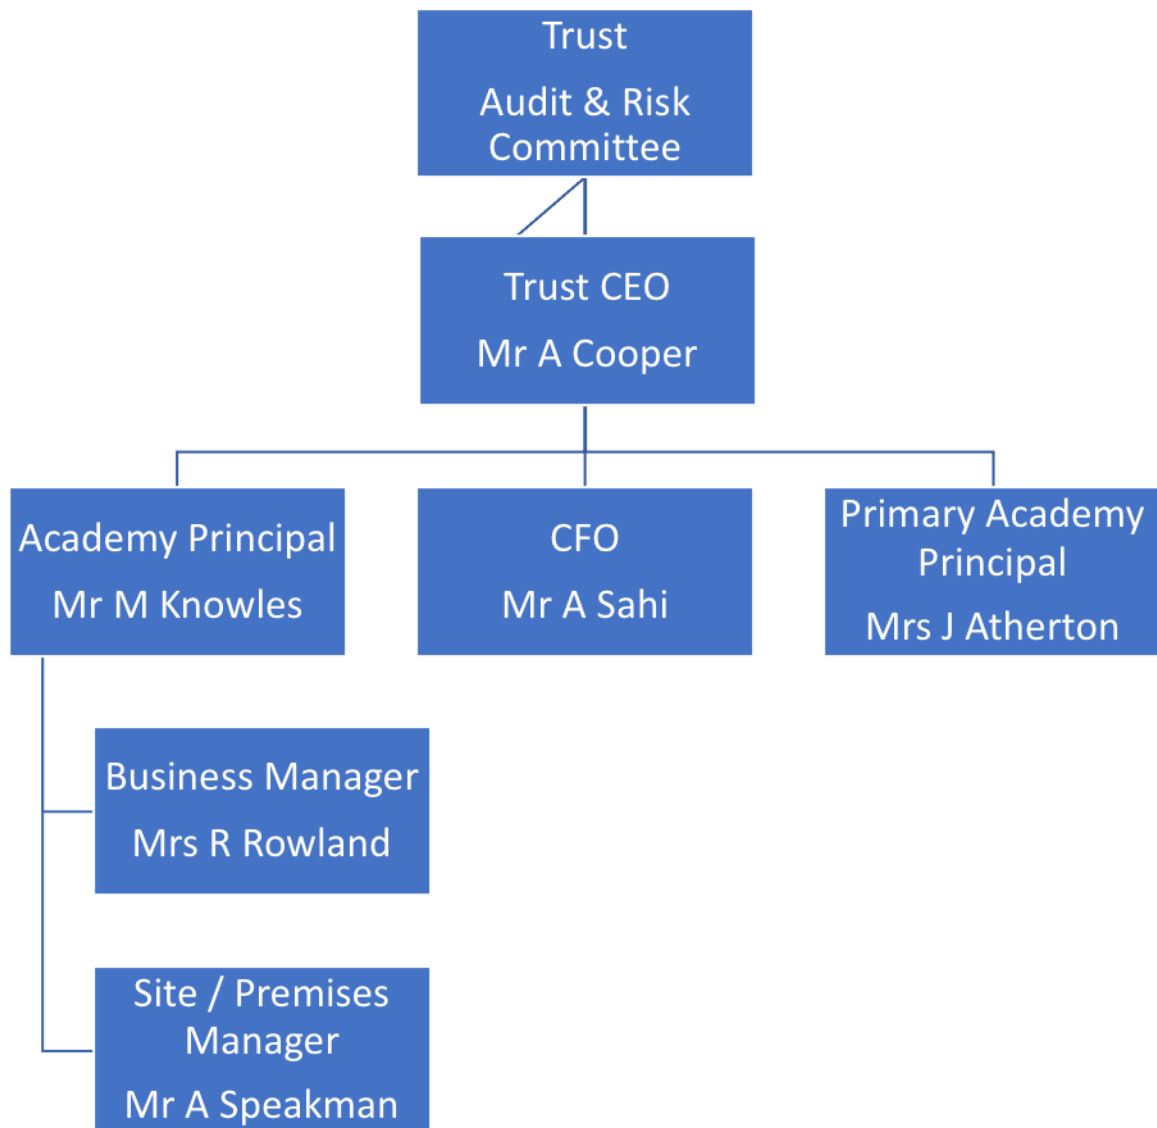 Trust
Audit & Risk
Committee
Trust CEO
Mr A Cooper
Academy Principal
Mr M Knowles
CFO
Mr A Sahi
Primary Academy
Principal
Mrs J Atherton
Business Manager
Mrs R Rowland
Site / Premises
Manager
Mr A Speakman